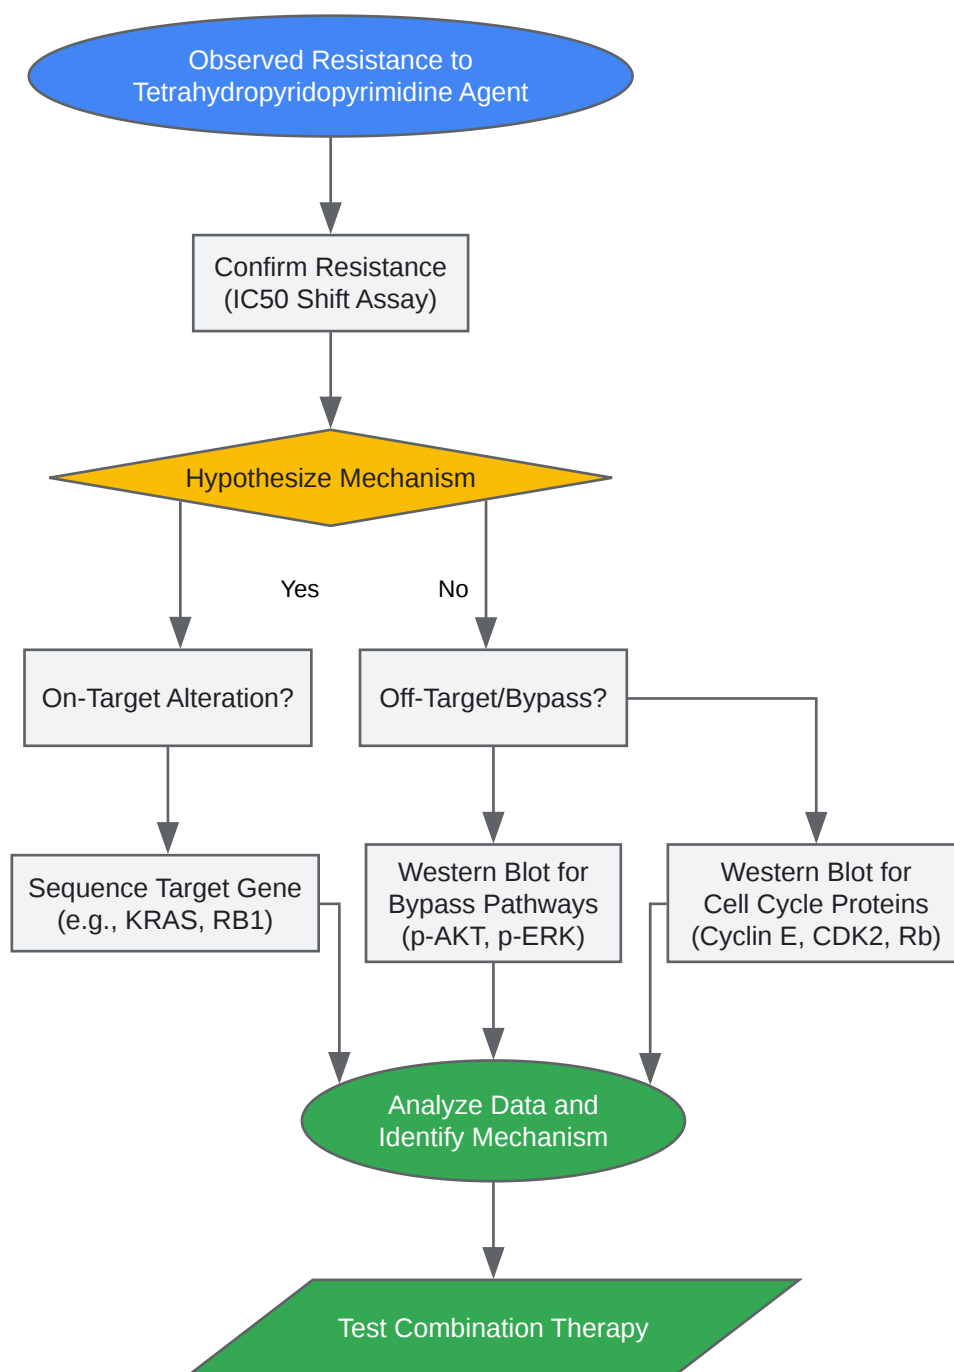 Observed Resistance to
Tetrahydropyridopyrimidine Agent
Confirm Resistance
(IC50 Shift Assay)
Hypothesize Mechanism
Yes
No
On-Target Alteration?
Off-Target/Bypass?
Sequence Target Gene
(e.g., KRAS, RB1)
Western Blot for
Bypass Pathways
(p-AKT, p-ERK)
Western Blot for
Cell Cycle Proteins
(Cyclin E, CDK2, Rb)
Analyze Data and
Identify Mechanism
Test Combination Therapy